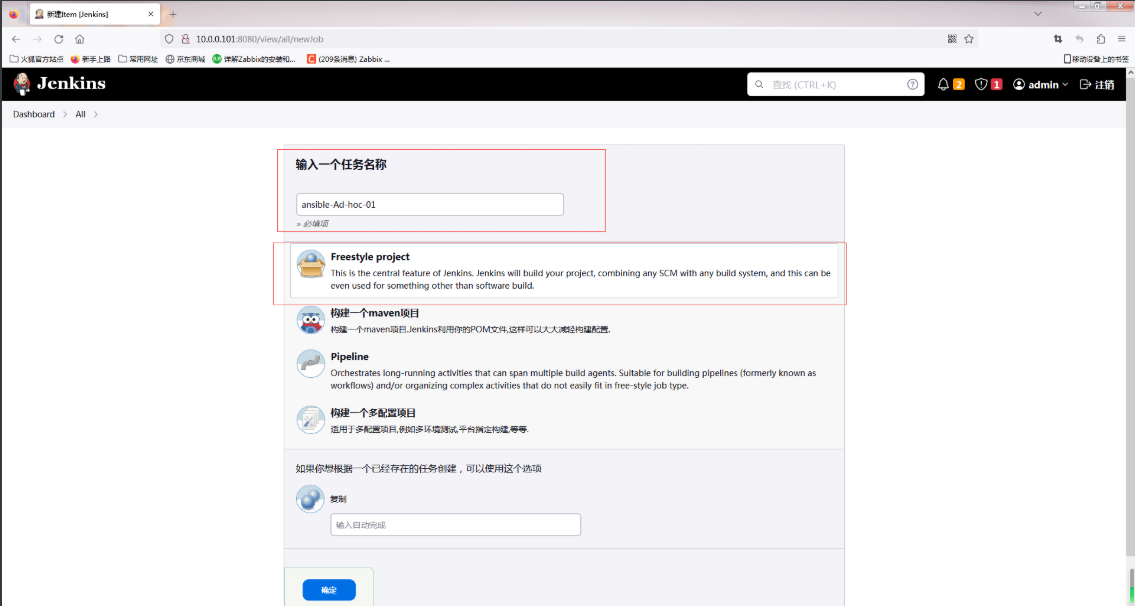 新建Item [Jenkins]
10.0.0.101:8080/view/all/newJob
火狐官方站点 新手上路 常用网址 京东商城 详解Zabbix的安装和... (209条消息) Zabbix ... 移动设备上的书签
Jenkins 查找 (CTRL+K) 2 1 admin 注销
Dashboard All
输入一个任务名称
ansible-Ad-hoc-01
» 必填项
Freestyle project
This is the central feature of Jenkins. Jenkins will build your project, combining any SCM with any build system, and this can be
even used for something other than software build.
构建一个maven项目
构建一个maven项目.Jenkins利用你的POM文件,这样可以大大减轻构建配置.
Pipeline
Orchestrates long-running activities that can span multiple build agents. Suitable for building pipelines (formerly known as
workflows) and/or organizing complex activities that do not easily fit in free-style job type.
构建一个多配置项目
适用于多配置项目,例如多环境测试,平台指定构建,等等.
如果你想根据一个已经存在的任务创建，可以使用这个选项
复制
输入自动完成
确定